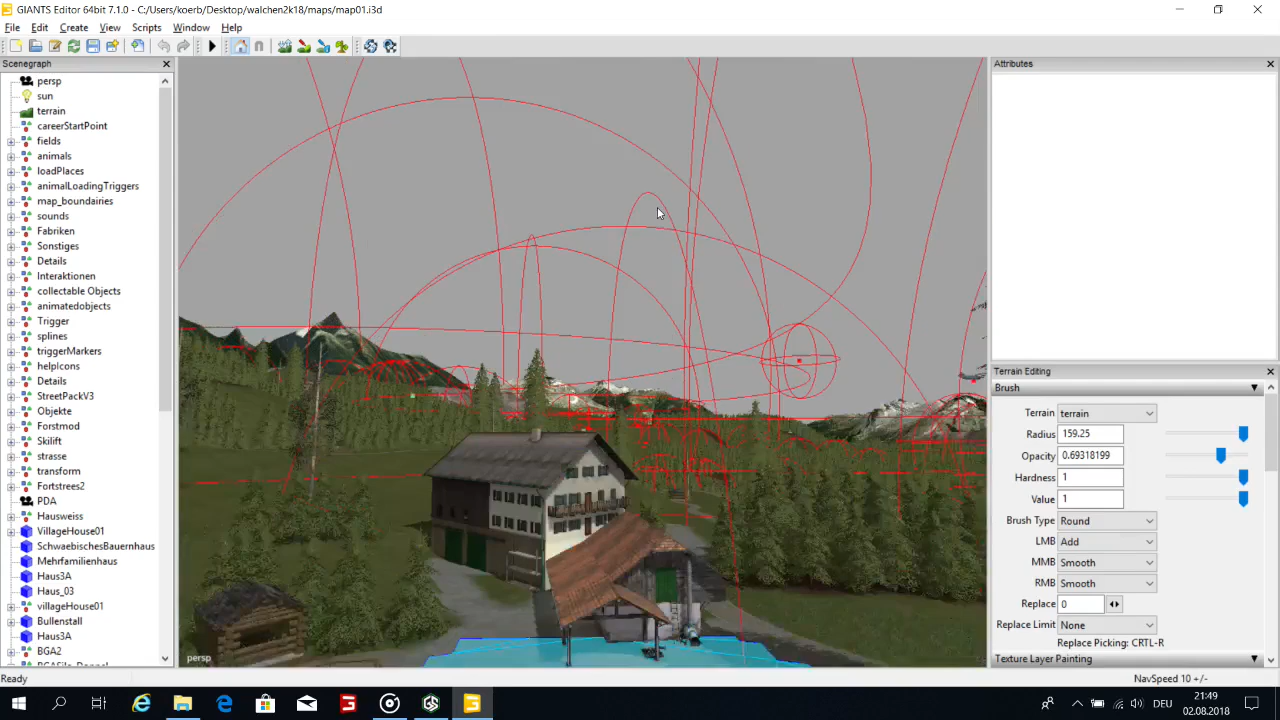 GIANTS Editor 64bit 7.1.0 - C:/Users/koerb/Desktop/walchen2k18/maps/map01.i3d
File Edit Create View Scripts Window Help
Scenegraph
persp
sun
terrain
careerStartPoint
fields
animals
loadPlaces
animalLoadingTriggers
map_boundairies
sounds
Fabriken
Sonstiges
Details
Interaktionen
collectable Objects
animatedobjects
Trigger
splines
triggerMarkers
helpIcons
Details
StreetPackV3
Objekte
Forstmod
Skilift
strasse
transform
Fortstrees2
PDA
Hausweiss
VillageHouse01
SchwaebischesBauernhaus
Mehrfamilienhaus
Haus3A
Haus_03
villageHouse01
Bullenstall
Haus3A
BGA2
persp
Attributes
Terrain Editing
Brush
Terrain terrain
Radius 159.25
Opacity 0.69318199
Hardness 1
Value 1
Brush Type Round
LMB Add
MMB Smooth
RMB Smooth
Replace 0
Replace Limit None
Replace Picking: CRTL-R
Texture Layer Painting
Ready
NavSpeed 10 +/-
DEU
21:49
02.08.2018